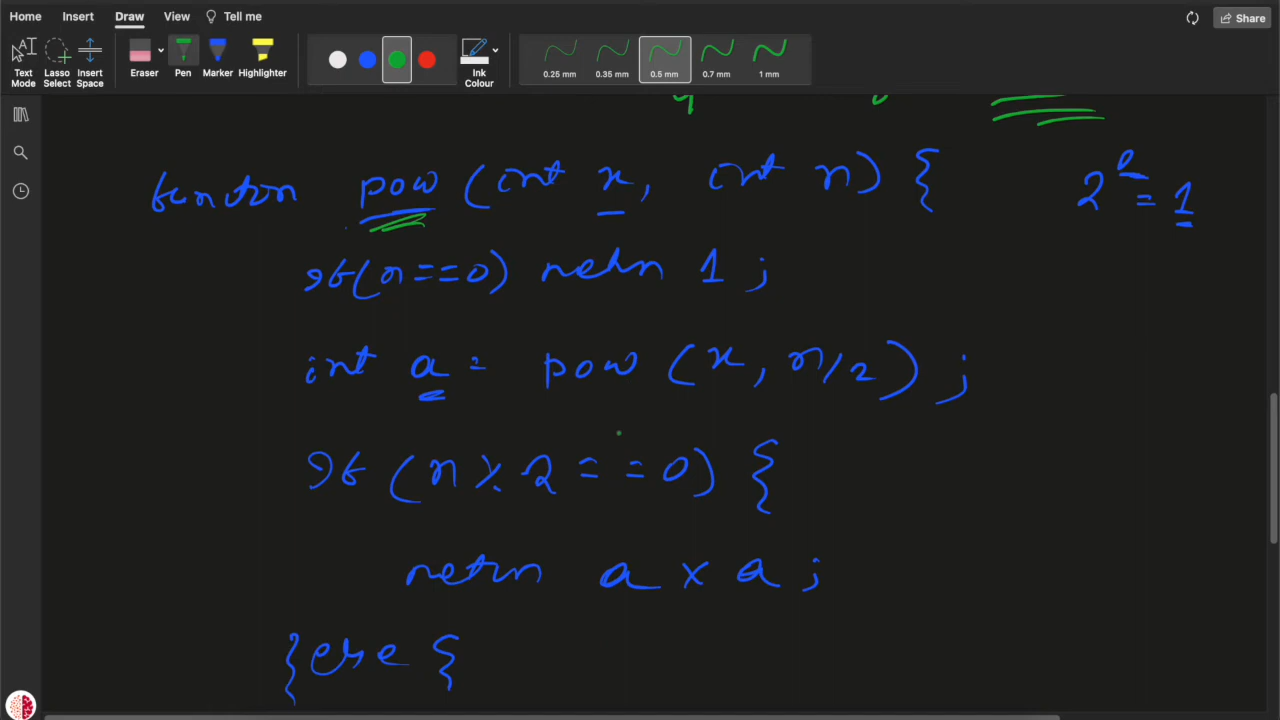 Home Insert Draw View Tell me
Share
Text Mode Lasso Select Insert Space Eraser Pen Marker Highlighter Ink Colour 0.25 mm 0.35 mm 0.5 mm 0.7 mm 1 mm
function pow (int x, int n) {
2^0 = 1
if(n==0) return 1 ;
int a = pow (x, n/2) ;
if (n % 2 = = 0) {
return a x a ;
} else {